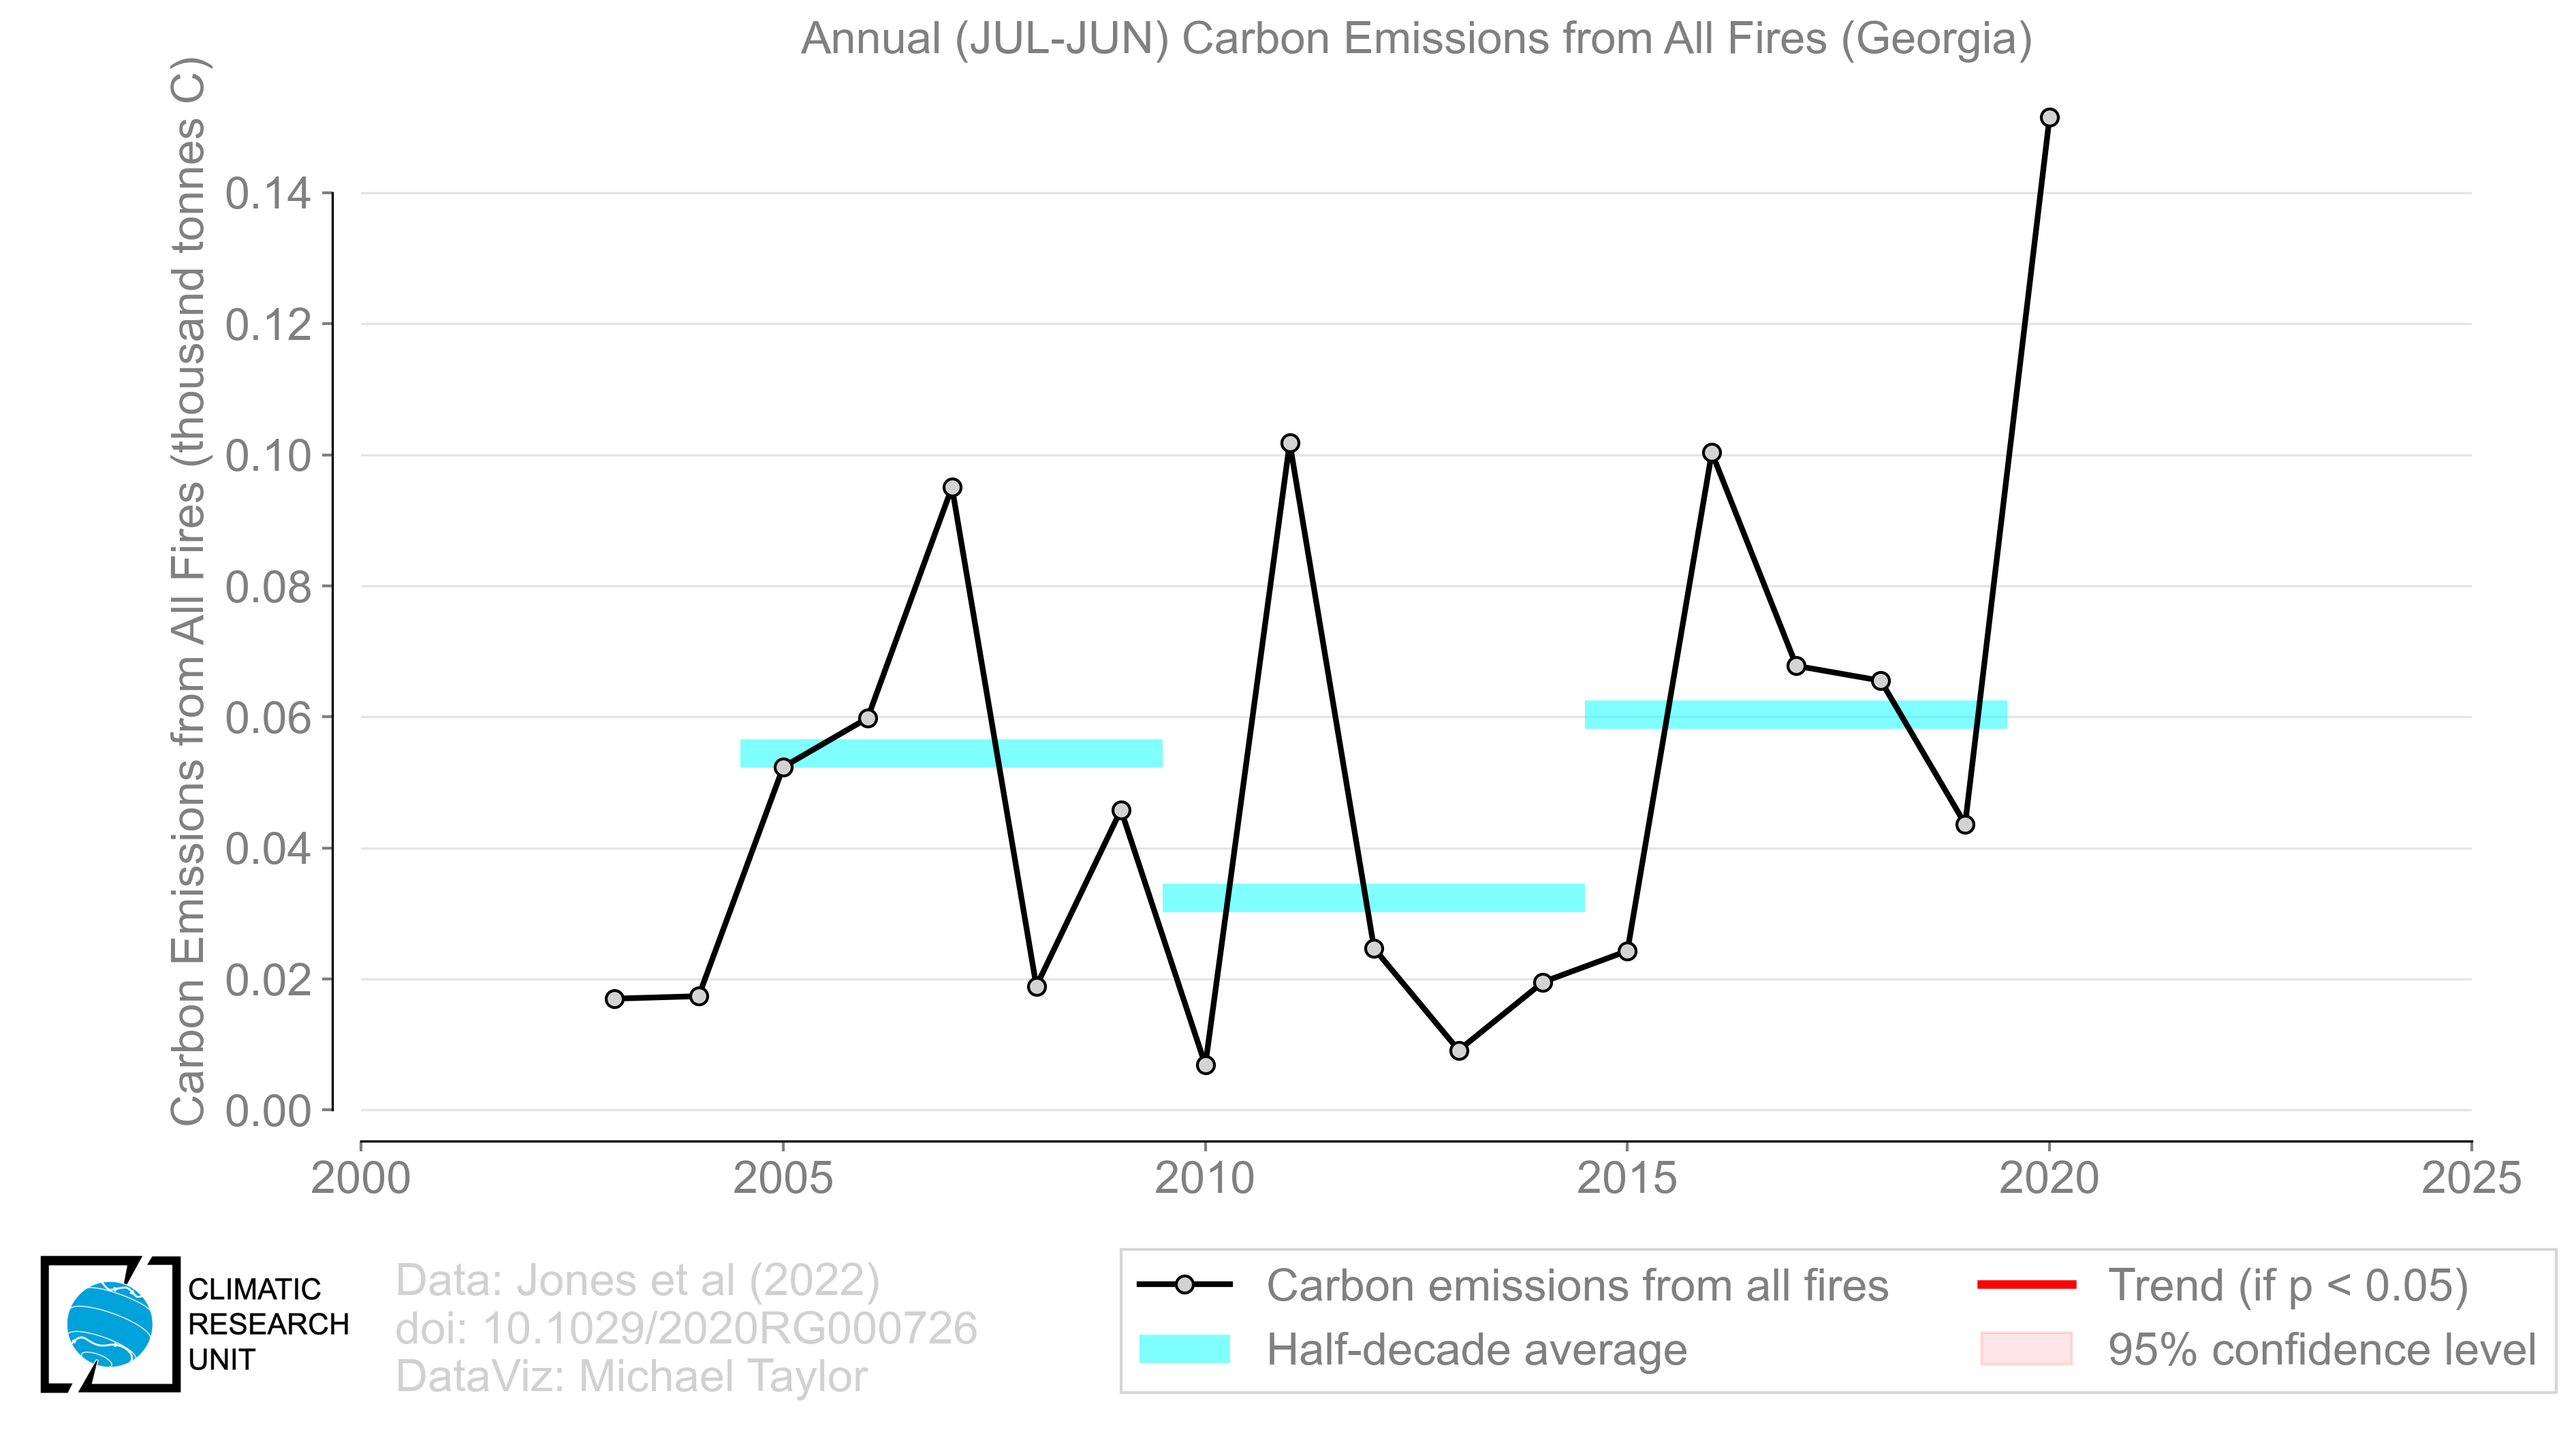 Annual (JUL-JUN) Carbon Emissions from All Fires (Georgia)
Carbon Emissions from All Fires (thousand tonnes C)
0.14
0.12
0.10
0.08
0.06
0.04
0.02
0.00
2000 2005 2010 2015 2020 2025
CLIMATIC
RESEARCH
UNIT
Data: Jones et al (2022)
doi: 10.1029/2020RG000726
DataViz: Michael Taylor
Carbon emissions from all fires
Half-decade average
Trend (if p < 0.05)
95% confidence level